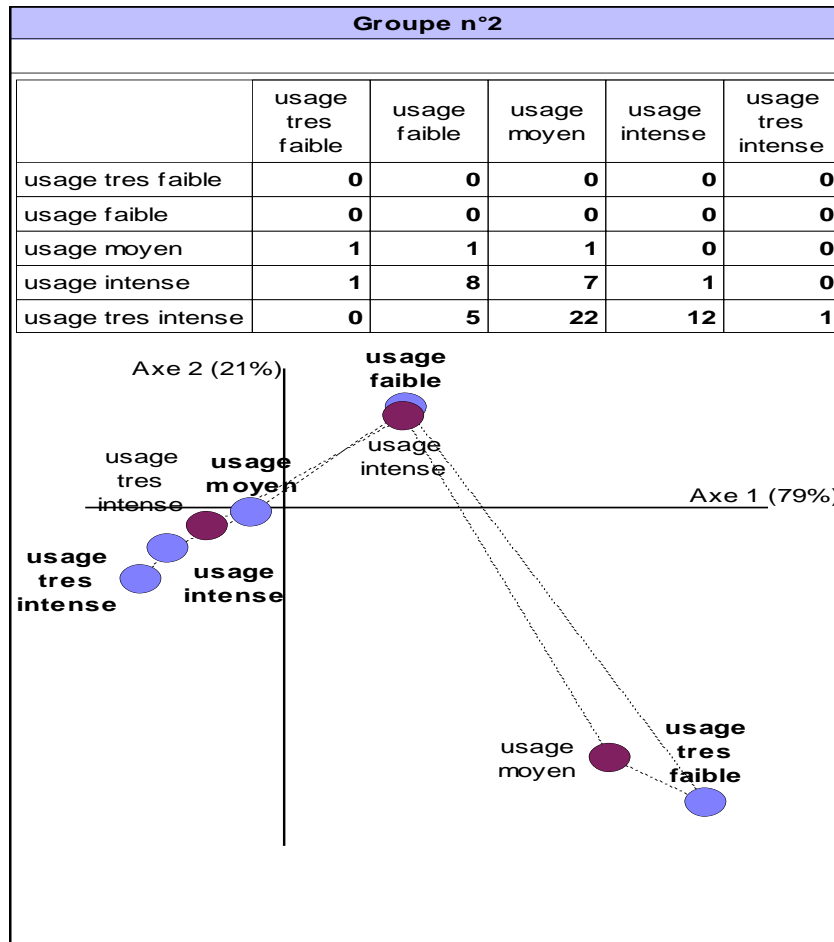 Groupe n°2
usage tres faible usage faible usage moyen usage intense usage tres intense
usage tres faible 0 0 0 0 0
usage faible 0 0 0 0 0
usage moyen 1 1 1 0 0
usage intense 1 8 7 1 0
usage tres intense 0 5 22 12 1
Axe 2 (21%)
usage
faible
usage
intense
usage
tres
intense
usage
moyen
Axe 1 (79%)
usage
tres
intense
usage
intense
usage
moyen
usage
tres
faible